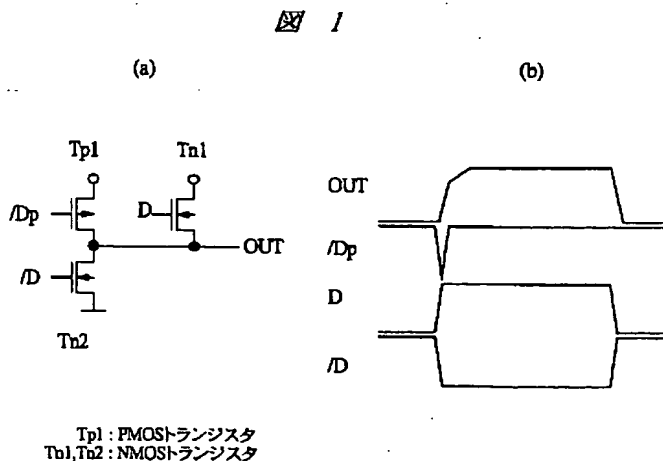 図 1
(a)
(b)
Tp1
Tn1
/Dp
D
OUT
/D
Tn2
OUT
/Dp
D
/D
Tp1 : PMOSトランジスタ
Tn1,Tn2 : NMOSトランジスタ